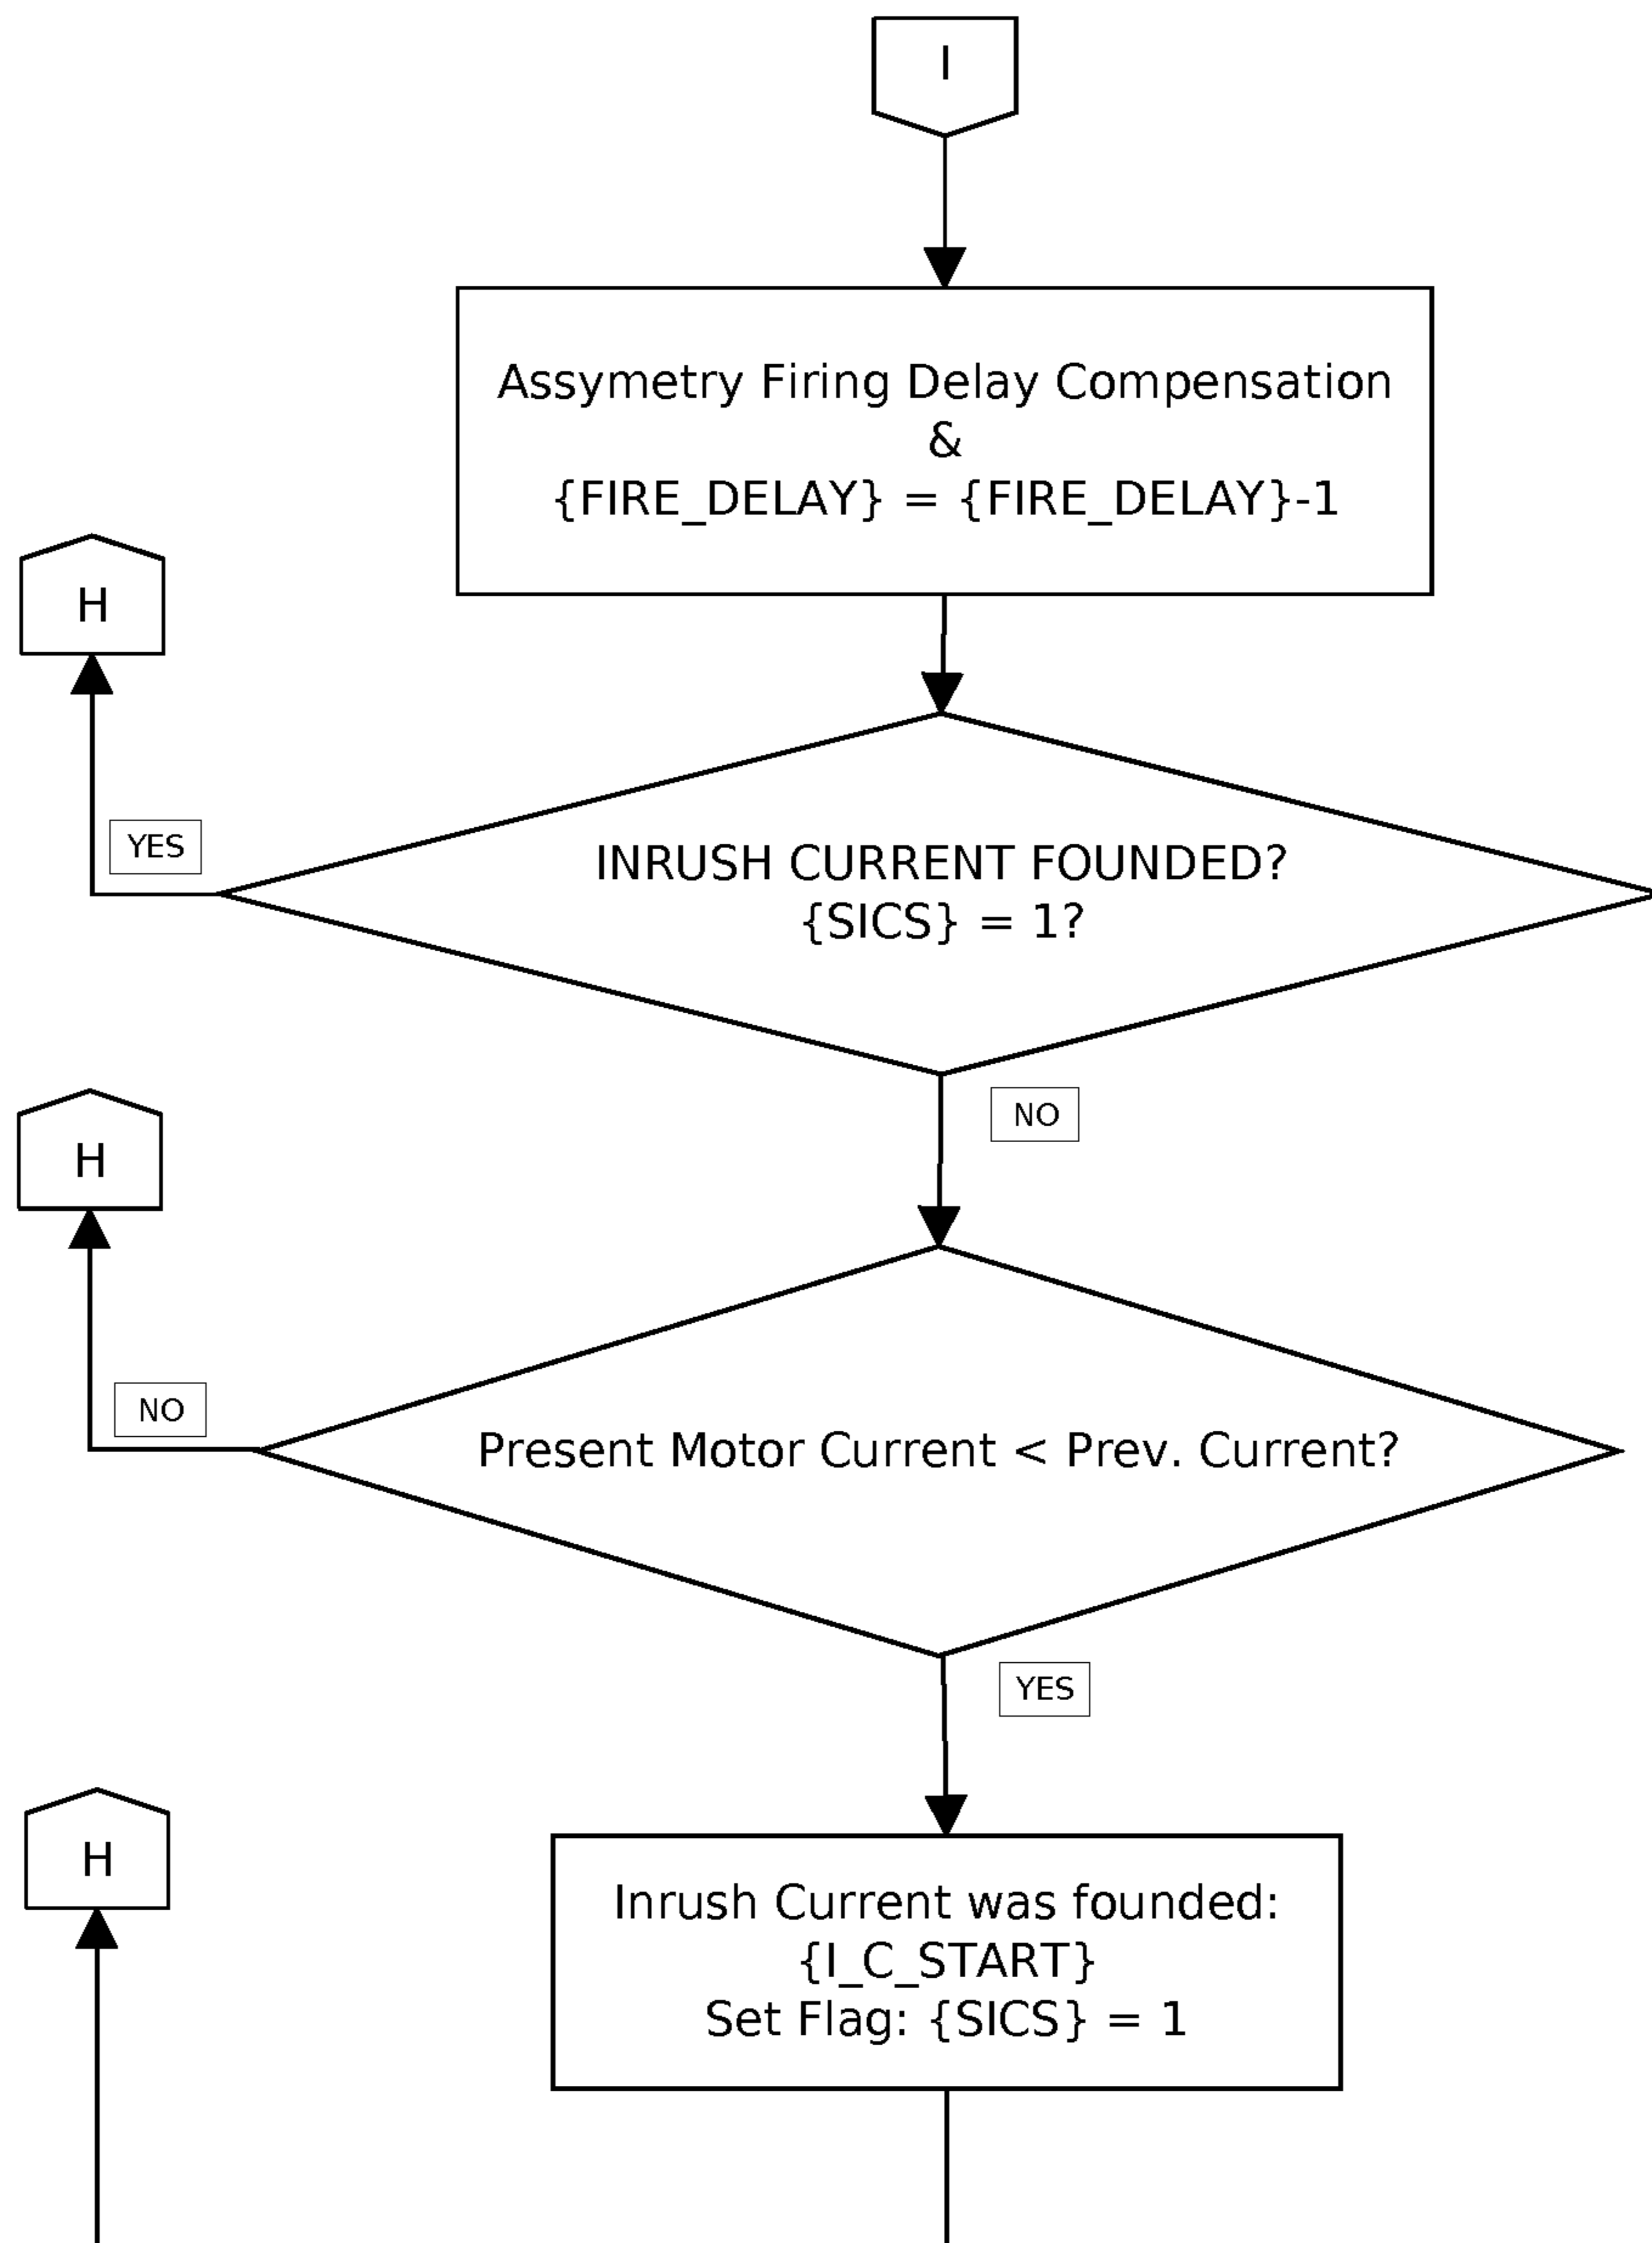 I
Assymetry Firing Delay Compensation
&
{FIRE_DELAY} = {FIRE_DELAY}-1
H
YES
INRUSH CURRENT FOUNDED?
{SICS} = 1?
NO
H
NO
Present Motor Current < Prev. Current?
YES
H
Inrush Current was founded:
{I_C_START}
Set Flag: {SICS} = 1